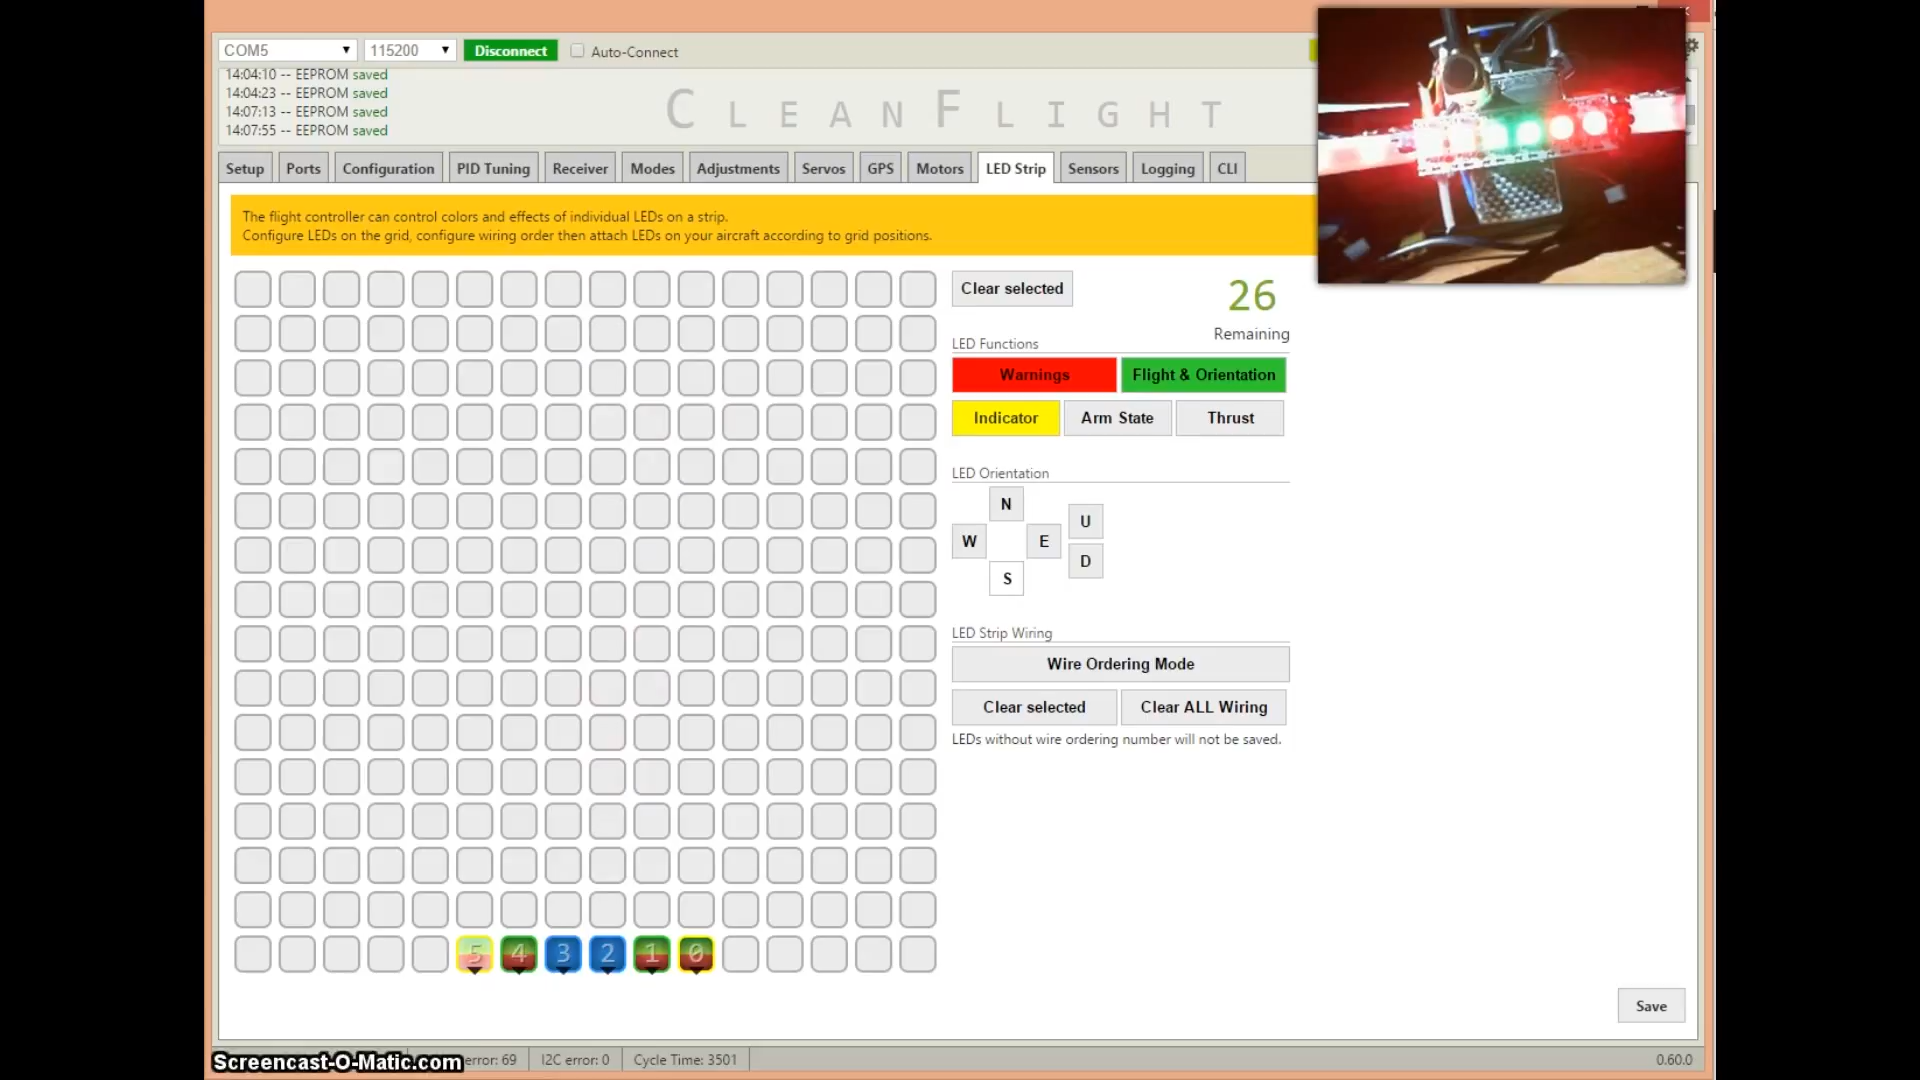 COM5 115200 Disconnect Auto-Connect
14:04:10 -- EEPROM saved
14:04:23 -- EEPROM saved
14:07:13 -- EEPROM saved
14:07:55 -- EEPROM saved
CLEANFLIGHT
Setup Ports Configuration PID Tuning Receiver Modes Adjustments Servos GPS Motors LED Strip Sensors Logging CLI
The flight controller can control colors and effects of individual LEDs on a strip.
Configure LEDs on the grid, configure wiring order then attach LEDs on your aircraft according to grid positions.
Clear selected
26
Remaining
LED Functions
Warnings Flight & Orientation
Indicator Arm State Thrust
LED Orientation
N
U
W E
D
S
LED Strip Wiring
Wire Ordering Mode
Clear selected Clear ALL Wiring
LEDs without wire ordering number will not be saved.
5 4 3 2 1 0
Save
Screencast-O-Matic.com error: 69 I2C error: 0 Cycle Time: 3501 0.60.0